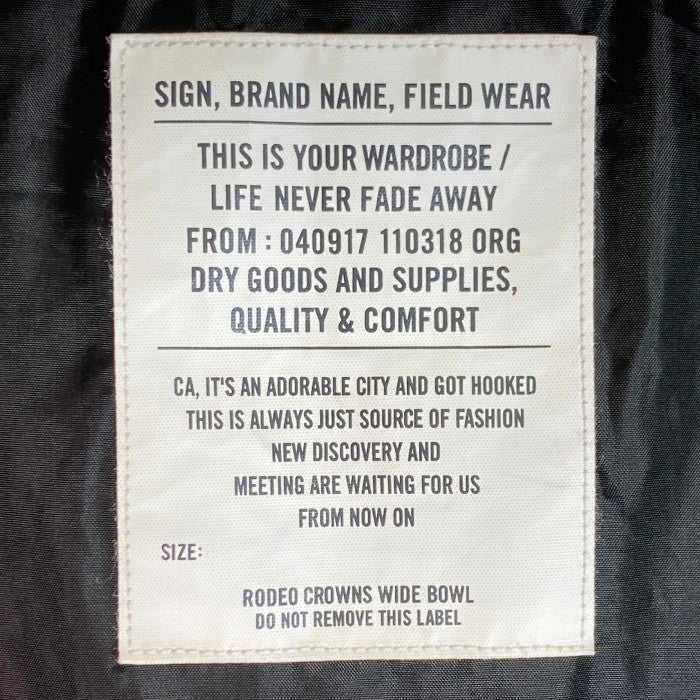 SIGN, BRAND NAME, FIELD WEAR
THIS IS YOUR WARDROBE /
LIFE NEVER FADE AWAY
FROM : 040917 110318 ORG
DRY GOODS AND SUPPLIES,
QUALITY & COMFORT
CA, IT'S AN ADORABLE CITY AND GOT HOOKED
THIS IS ALWAYS JUST SOURCE OF FASHION
NEW DISCOVERY AND
MEETING ARE WAITING FOR US
FROM NOW ON
SIZE:
RODEO CROWNS WIDE BOWL
DO NOT REMOVE THIS LABEL